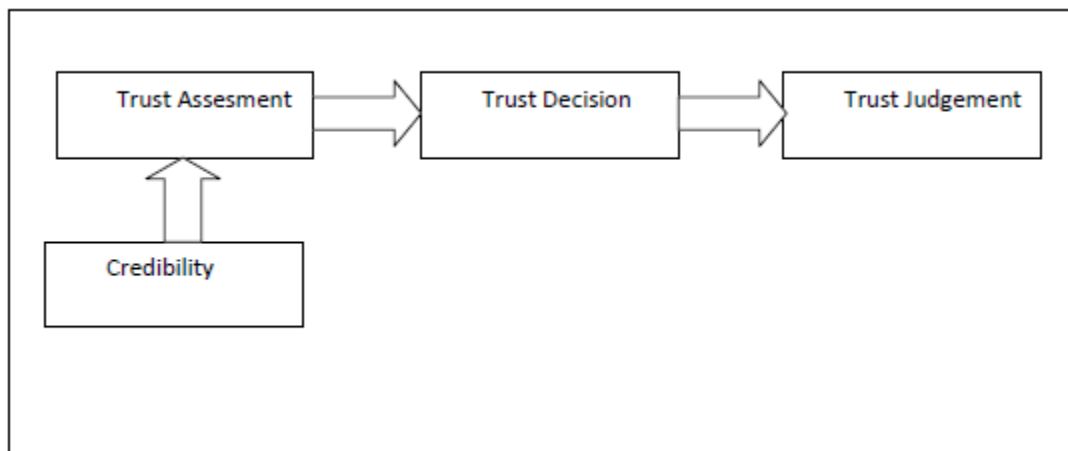 Trust Assesment
Trust Decision
Trust Judgement
Credibility